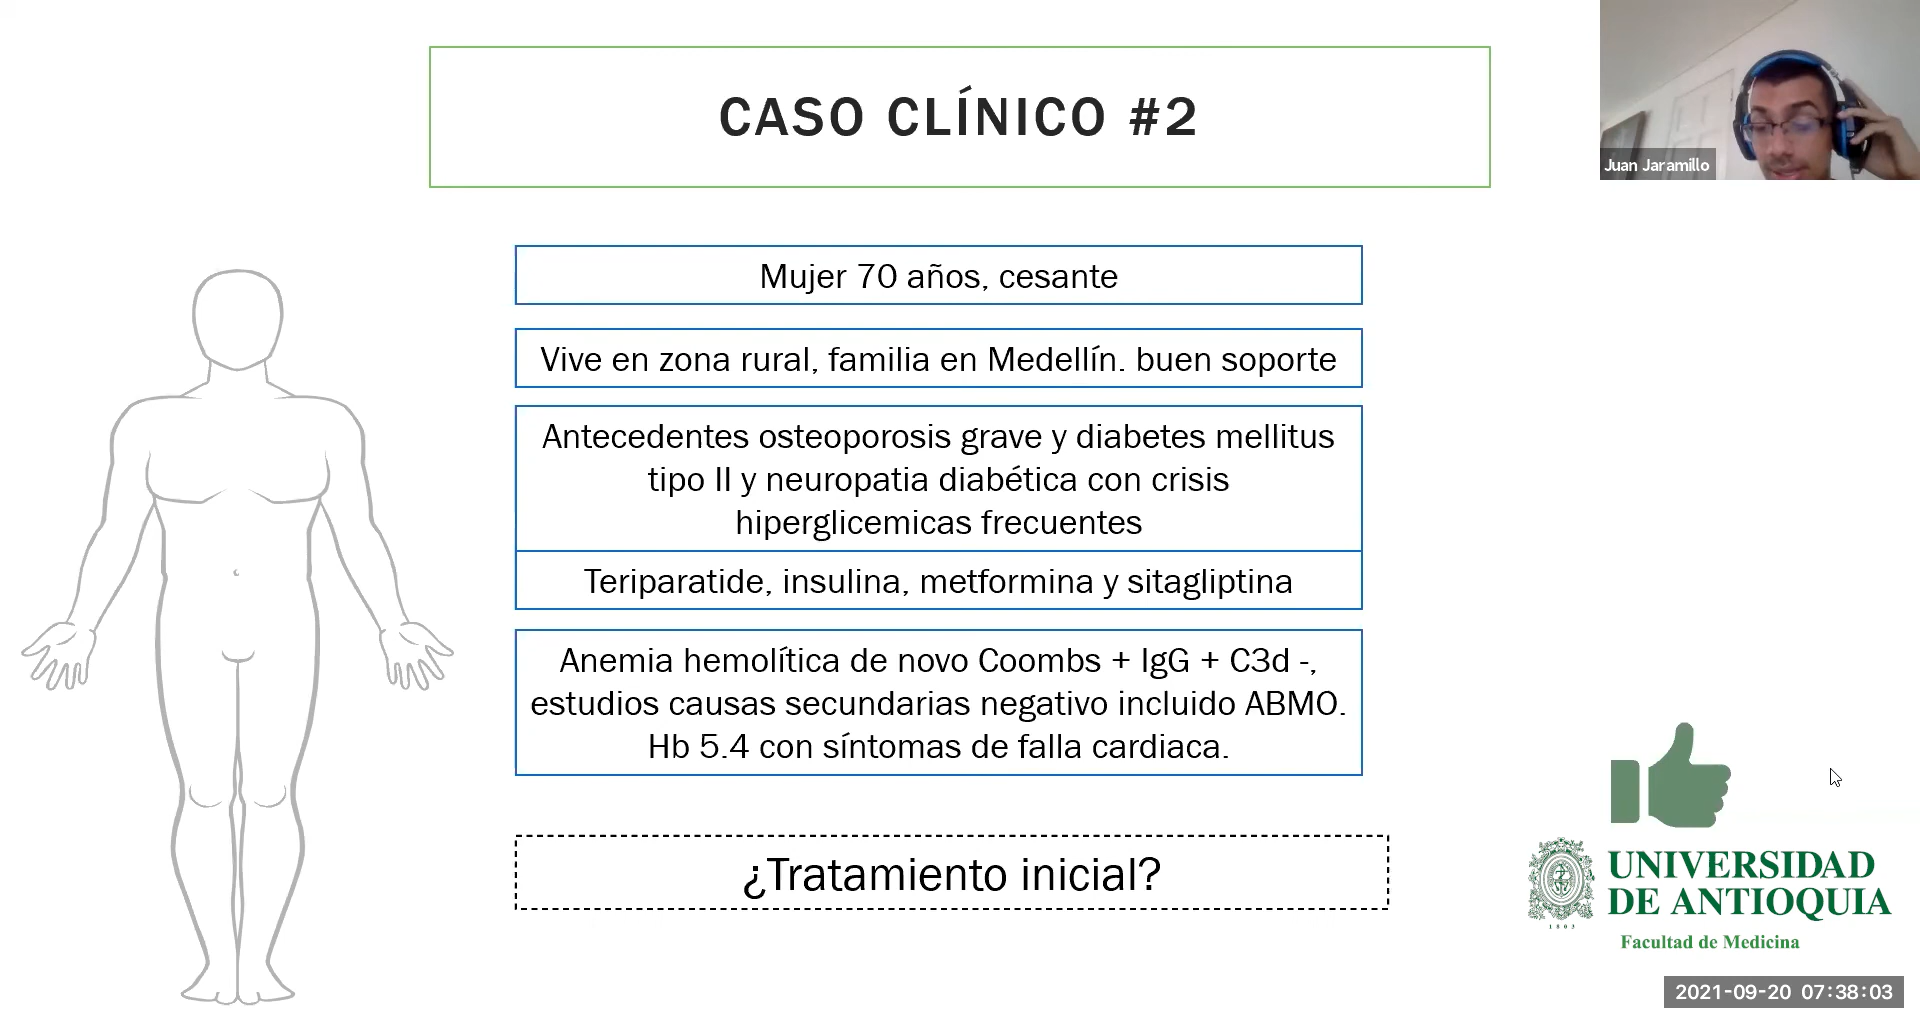 CASO CLÍNICO #2
Juan Jaramillo
Mujer 70 años, cesante
Vive en zona rural, familia en Medellín. buen soporte
Antecedentes osteoporosis grave y diabetes mellitus
tipo II y neuropatia diabética con crisis
hiperglicemicas frecuentes
Teriparatide, insulina, metformina y sitagliptina
Anemia hemolítica de novo Coombs + IgG + C3d -,
estudios causas secundarias negativo incluido ABMO.
Hb 5.4 con síntomas de falla cardiaca.
¿Tratamiento inicial?
UNIVERSIDAD
DE ANTIOQUIA
1803
Facultad de Medicina
2021-09-20 07:38:03